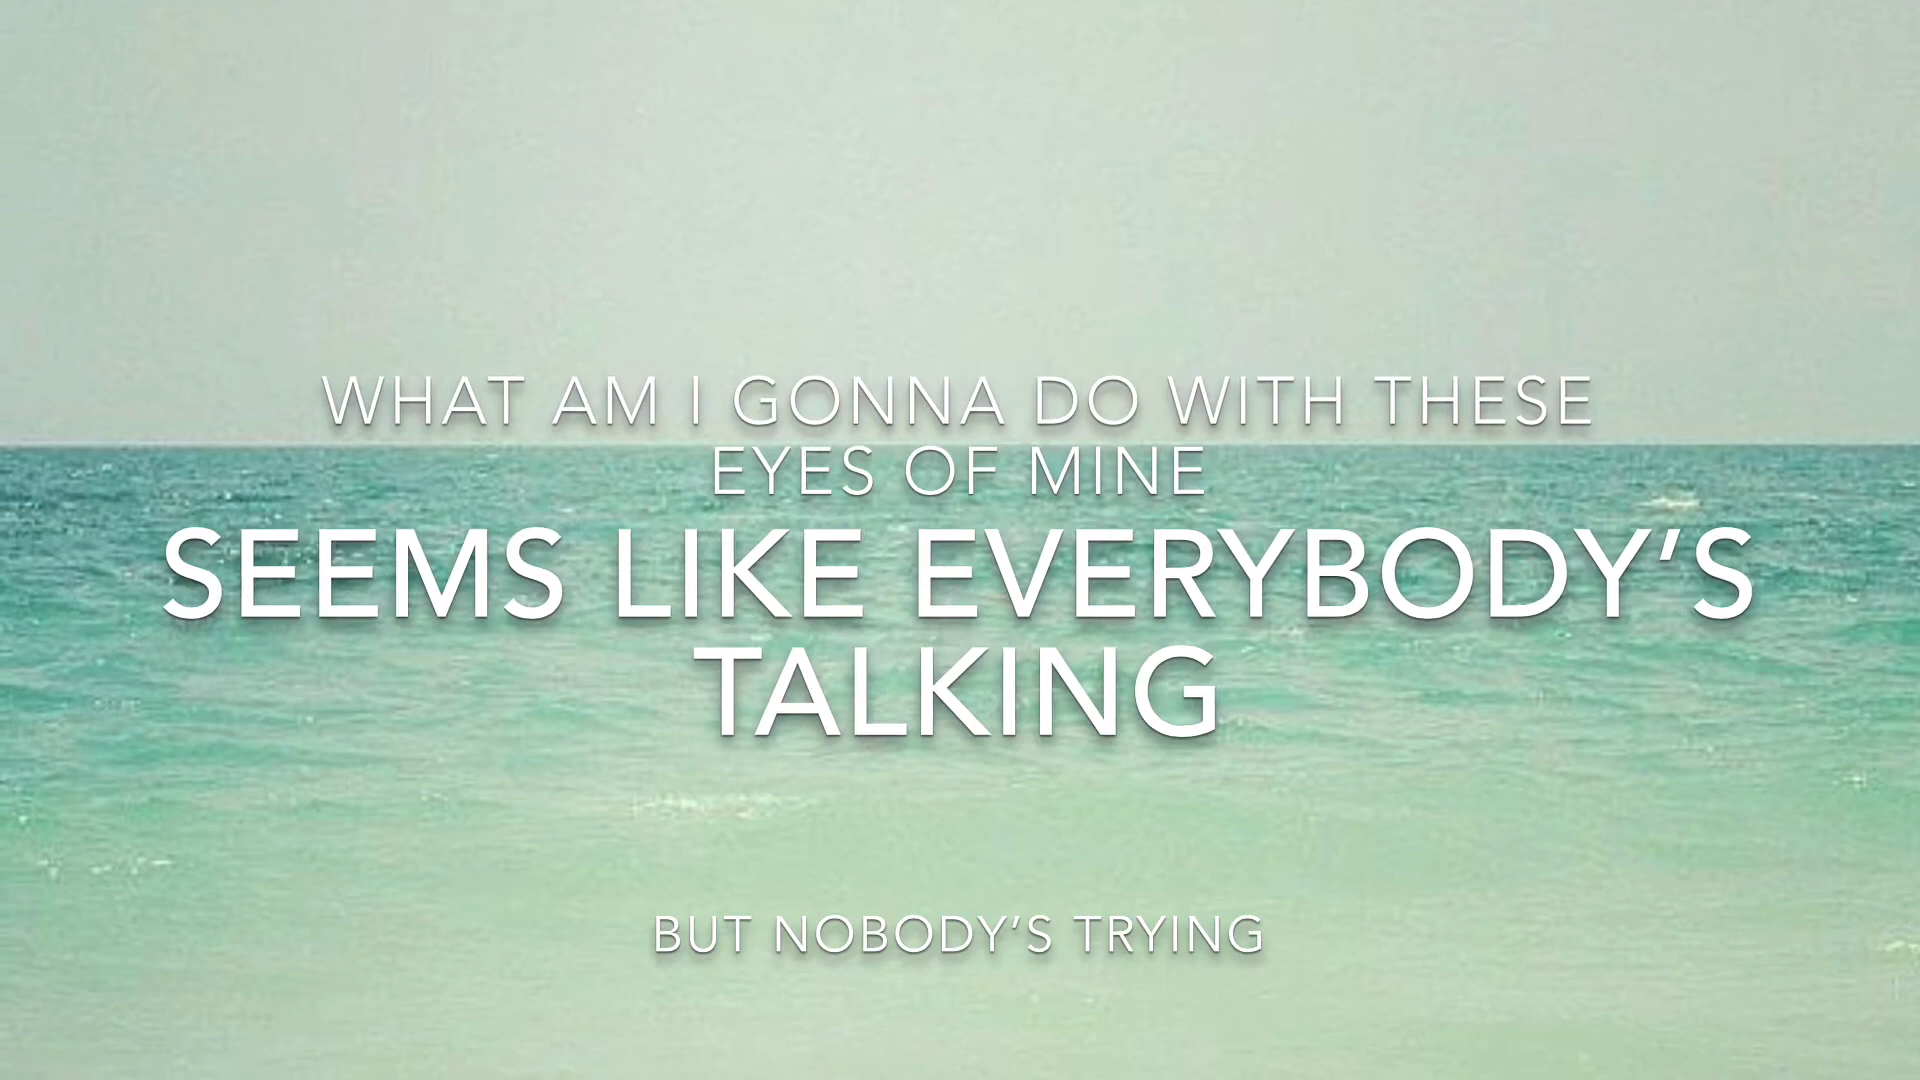 WHAT AM I GONNA DO WITH THESE
EYES OF MINE
SEEMS LIKE EVERYBODY’S
TALKING
BUT NOBODY’S TRYING